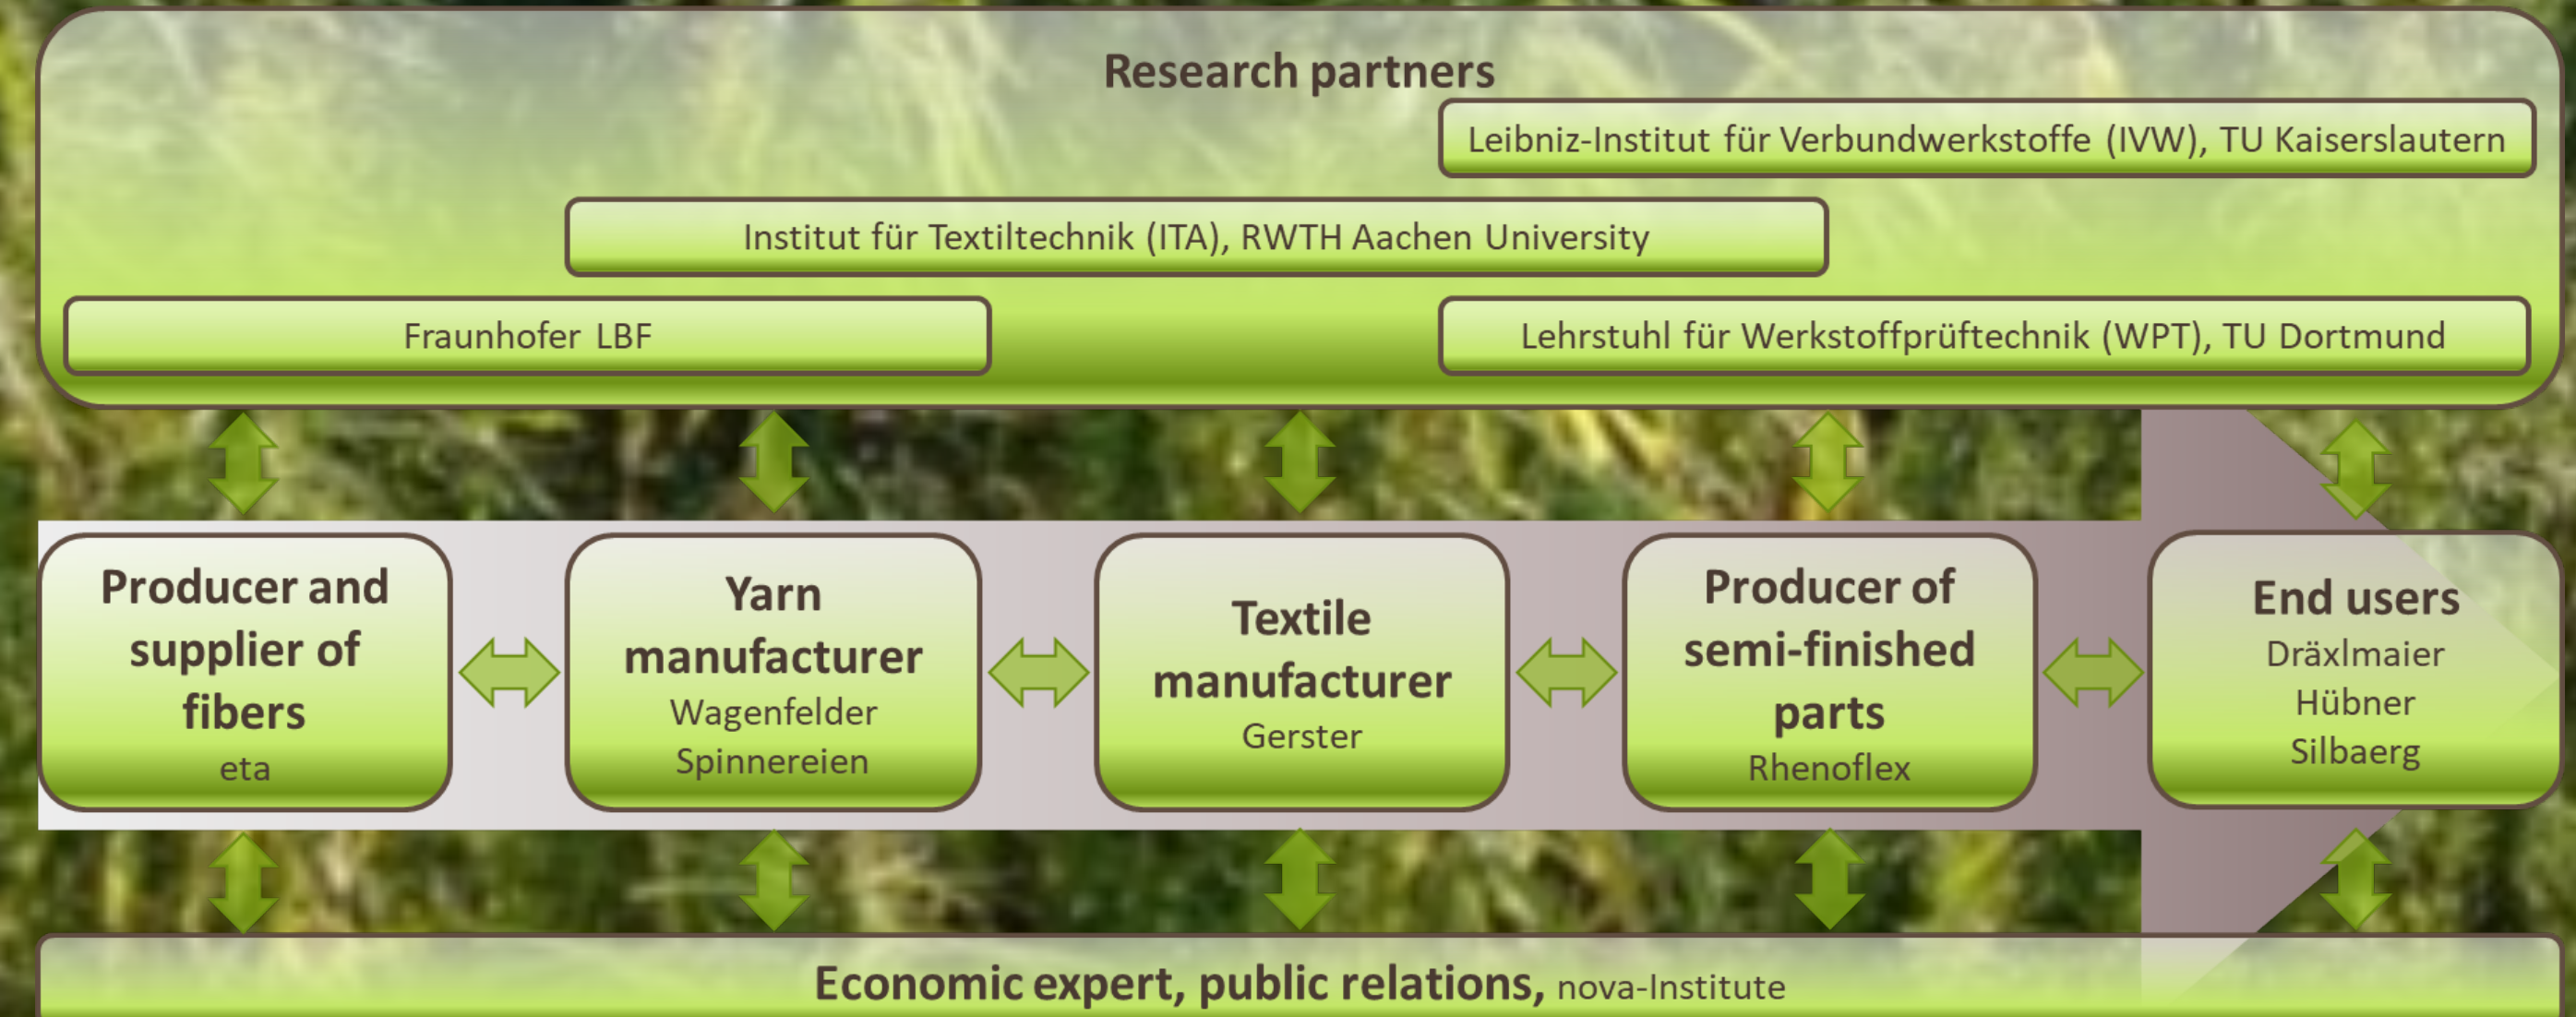 Research partners
Leibniz-Institut für Verbundwerkstoffe (IVW), TU Kaiserslautern
Institut für Textiltechnik (ITA), RWTH Aachen University
Fraunhofer LBF
Lehrstuhl für Werkstoffprüftechnik (WPT), TU Dortmund
Producer and
supplier of
fibers
eta
Yarn
manufacturer
Wagenfelder
Spinnereien
Textile
manufacturer
Gerster
Producer of
semi-finished
parts
Rhenoflex
End users
Dräxlmaier
Hübner
Silbaerg
Economic expert, public relations, nova-Institute